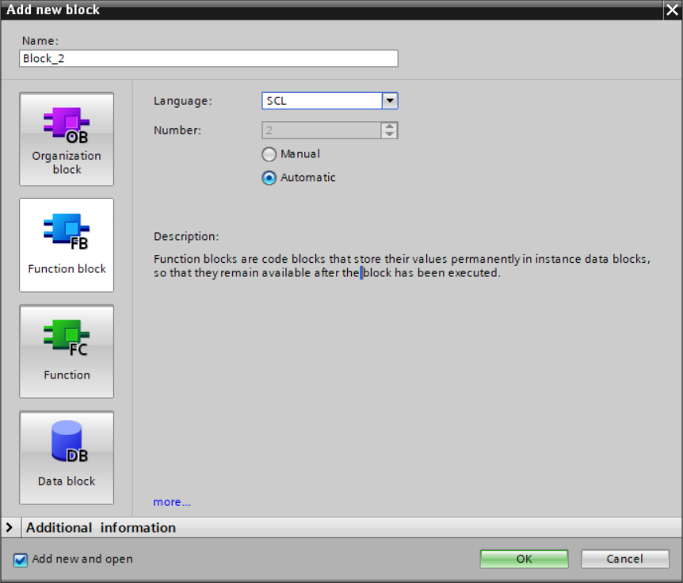 Add new block
Name:
Block_2
OB
Organization
block
FB
Function block
FC
Function
DB
Data block
Language:
SCL
Number:
2
Manual
Automatic
Description:
Function blocks are code blocks that store their values permanently in instance data blocks,
so that they remain available after the block has been executed.
more...
Additional information
Add new and open
OK
Cancel